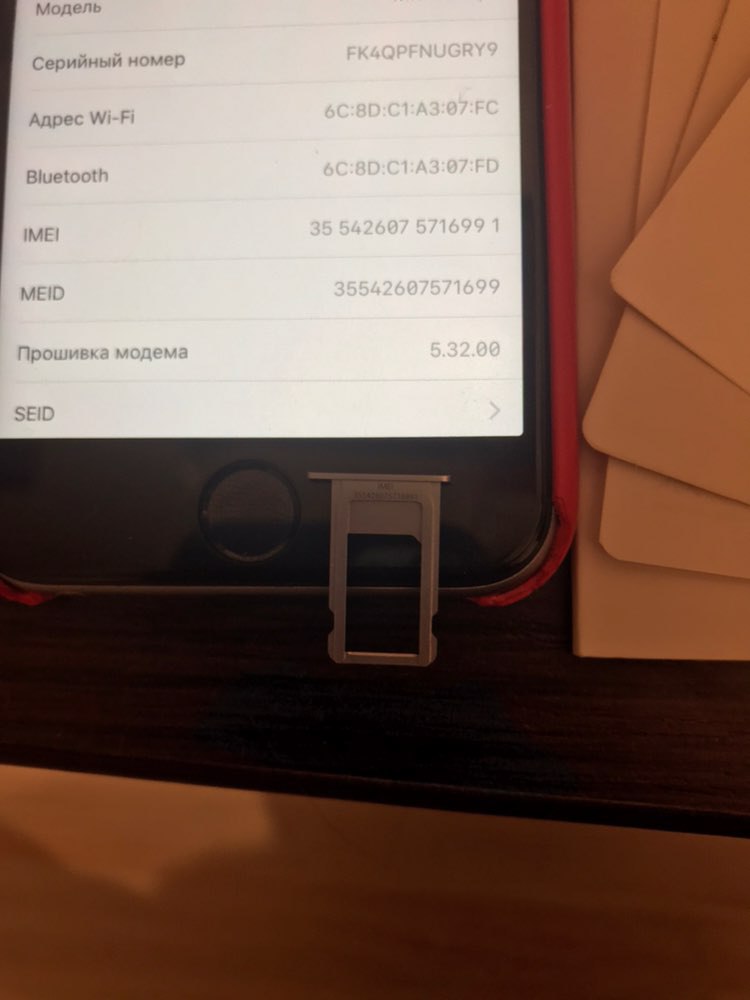 Модель
Серийный номер FK4QPFNUGRY9
Адрес Wi-Fi 6C:8D:C1:A3:07:FC
Bluetooth 6C:8D:C1:A3:07:FD
IMEI 35 542607 571699 1
MEID 35542607571699
Прошивка модема 5.32.00
SEID
IMEI